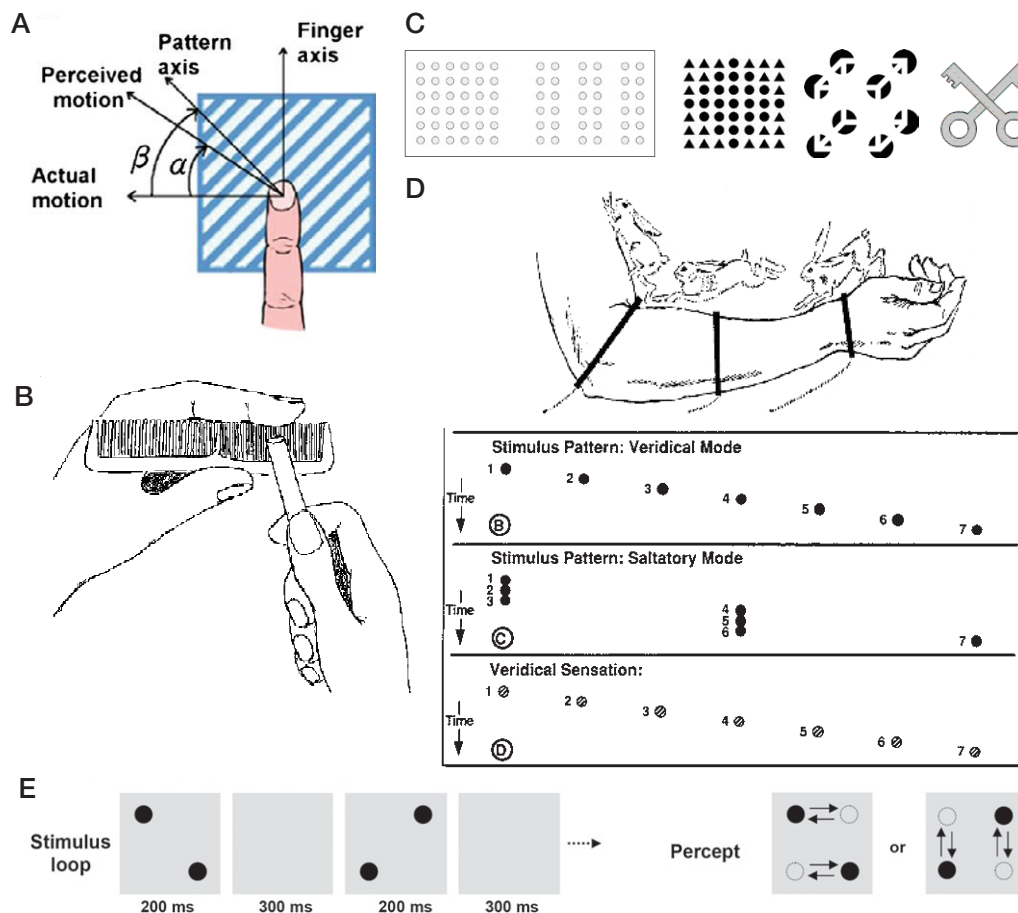 A
Finger
axis
Pattern
axis
Perceived
motion
β
α
Actual
motion
B
C
D
Stimulus Pattern: Veridical Mode
1
2
3
4
5
6
7
Time
B
Stimulus Pattern: Saltatory Mode
1
2
3
4
5
6
7
Time
C
Veridical Sensation:
1
2
3
4
5
6
7
Time
D
E
Stimulus
loop
200 ms 300 ms 200 ms 300 ms
Percept
or